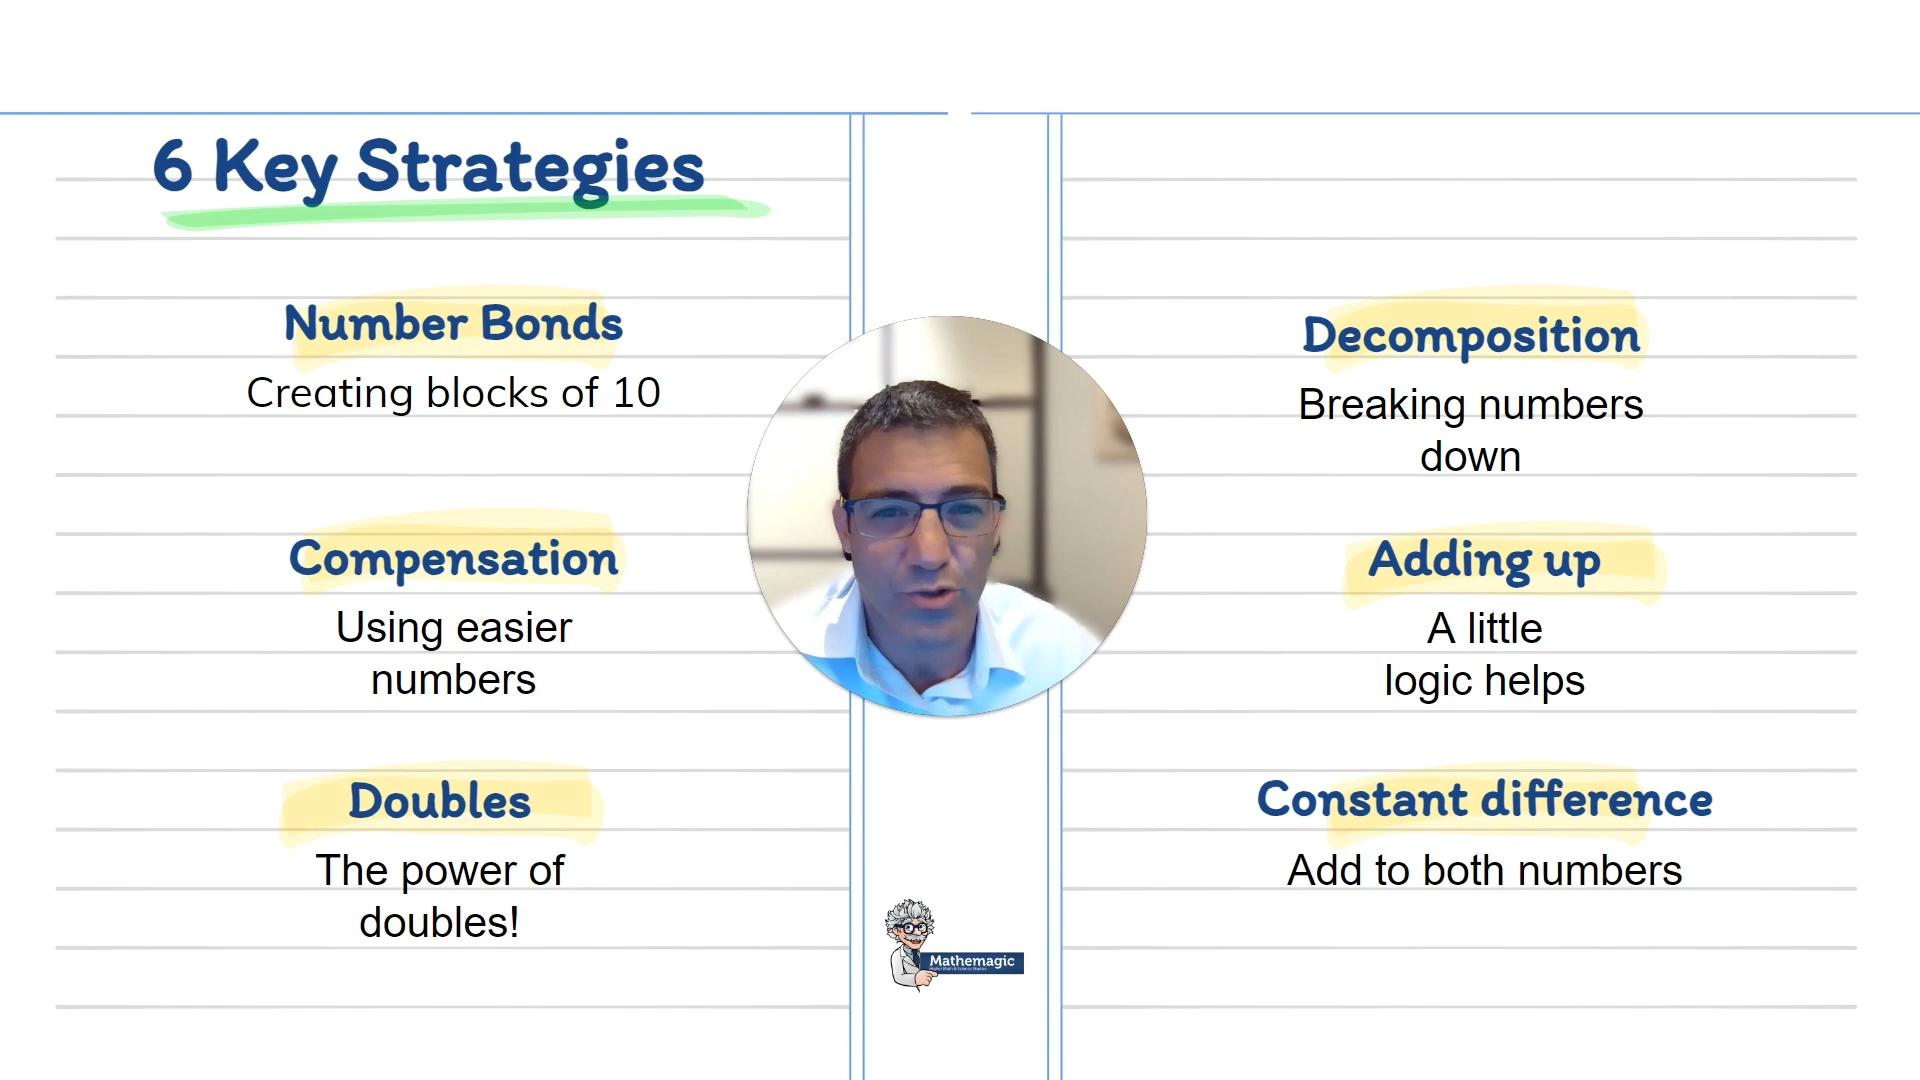 6 Key Strategies
Number Bonds
Creating blocks of 10
Compensation
Using easier
numbers
Doubles
The power of
doubles!
Decomposition
Breaking numbers
down
Adding up
A little
logic helps
Constant difference
Add to both numbers
Mathemagic